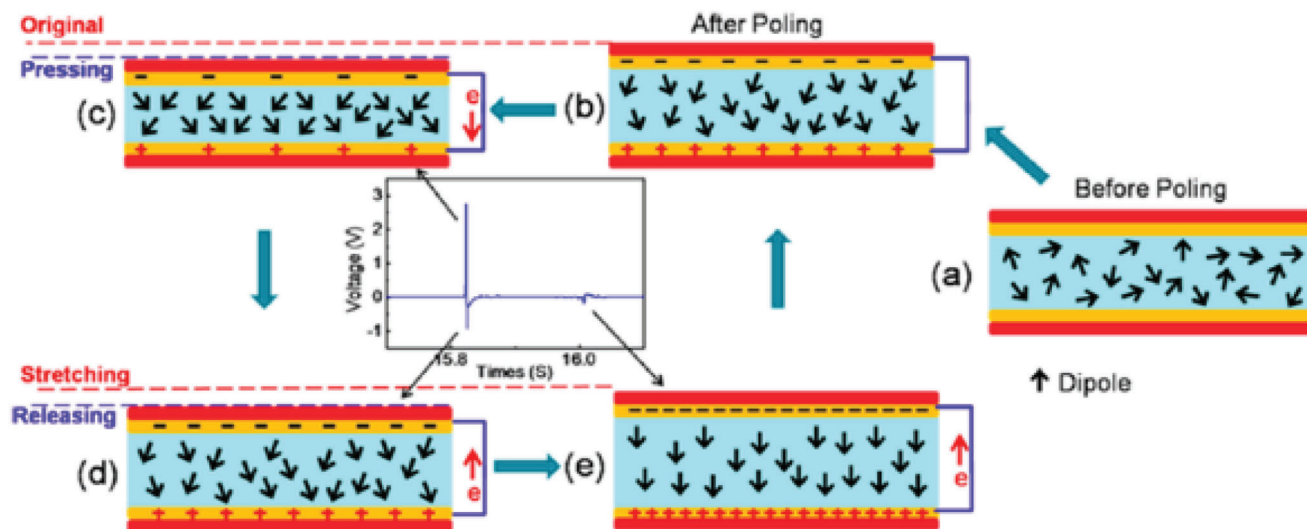 Original
After Poling
Pressing
(c)
e
(b)
Before Poling
(a)
3
2
1
0
-1
Voltage (V)
15.8
16.0
Times (S)
Stretching
Releasing
(d)
e
(e)
e
↑ Dipole